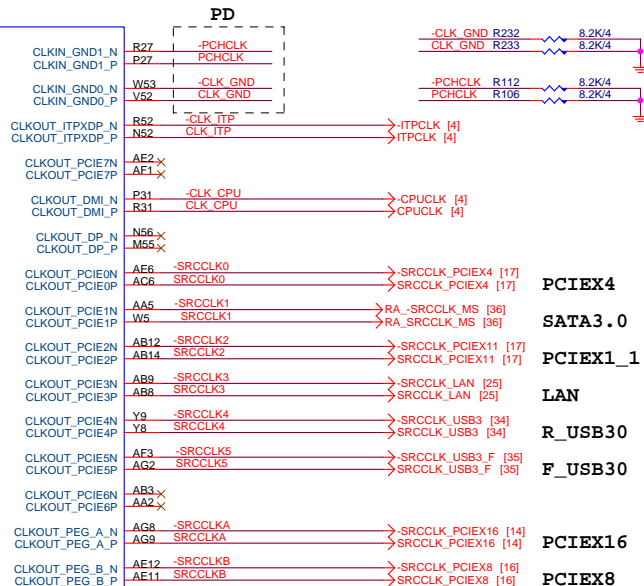 PD
-CLK_GND R232 8.2K/4
CLK_GND R233 8.2K/4
CLKIN_GND1_N R27 -PCHCLK
CLKIN_GND1_P P27 PCHCLK
-PCHCLK R112 8.2K/4
PCHCLK R106 8.2K/4
CLKIN_GND0_N W53 -CLK_GND
CLKIN_GND0_P V52 CLK_GND
CLKOUT_ITPXDP_N R52 -CLK_ITP -ITPCLK [4]
CLKOUT_ITPXDP_P N52 CLK_ITP ITPCLK [4]
CLKOUT_PCIE7N AE2
CLKOUT_PCIE7P AF1
CLKOUT_DMI_N P31 -CLK_CPU -CPUCLK [4]
CLKOUT_DMI_P R31 CLK_CPU CPUCLK [4]
CLKOUT_DP_N N56
CLKOUT_DP_P M55
CLKOUT_PCIE0N AE6 -SRCCLK0 -SRCCLK_PCIEX4 [17]
CLKOUT_PCIE0P AC6 SRCCLK0 SRCCLK_PCIEX4 [17] PCIEX4
CLKOUT_PCIE1N AA5 -SRCCLK1 RA_-SRCCLK_MS [36]
CLKOUT_PCIE1P W5 SRCCLK1 RA_SRCCLK_MS [36] SATA3.0
CLKOUT_PCIE2N AB12 -SRCCLK2 -SRCCLK_PCIEX11 [17]
CLKOUT_PCIE2P AB14 SRCCLK2 SRCCLK_PCIEX11 [17] PCIEX1_1
CLKOUT_PCIE3N AB9 -SRCCLK3 -SRCCLK_LAN [25]
CLKOUT_PCIE3P AB8 SRCCLK3 SRCCLK_LAN [25] LAN
CLKOUT_PCIE4N Y9 -SRCCLK4 -SRCCLK_USB3 [34]
CLKOUT_PCIE4P Y8 SRCCLK4 SRCCLK_USB3 [34] R_USB30
CLKOUT_PCIE5N AF3 -SRCCLK5 -SRCCLK_USB3_F [35]
CLKOUT_PCIE5P AG2 SRCCLK5 SRCCLK_USB3_F [35] F_USB30
CLKOUT_PCIE6N AB3
CLKOUT_PCIE6P AA2
CLKOUT_PEG_A_N AG8 -SRCCLKA -SRCCLK_PCIEX16 [14]
CLKOUT_PEG_A_P AG9 SRCCLKA SRCCLK_PCIEX16 [14] PCIEX16
CLKOUT_PEG_B_N AE12 -SRCCLKB -SRCCLK_PCIEX8 [16]
CLKOUT_PEG_B_P AE11 SRCCLKB SRCCLK_PCIEX8 [16] PCIEX8